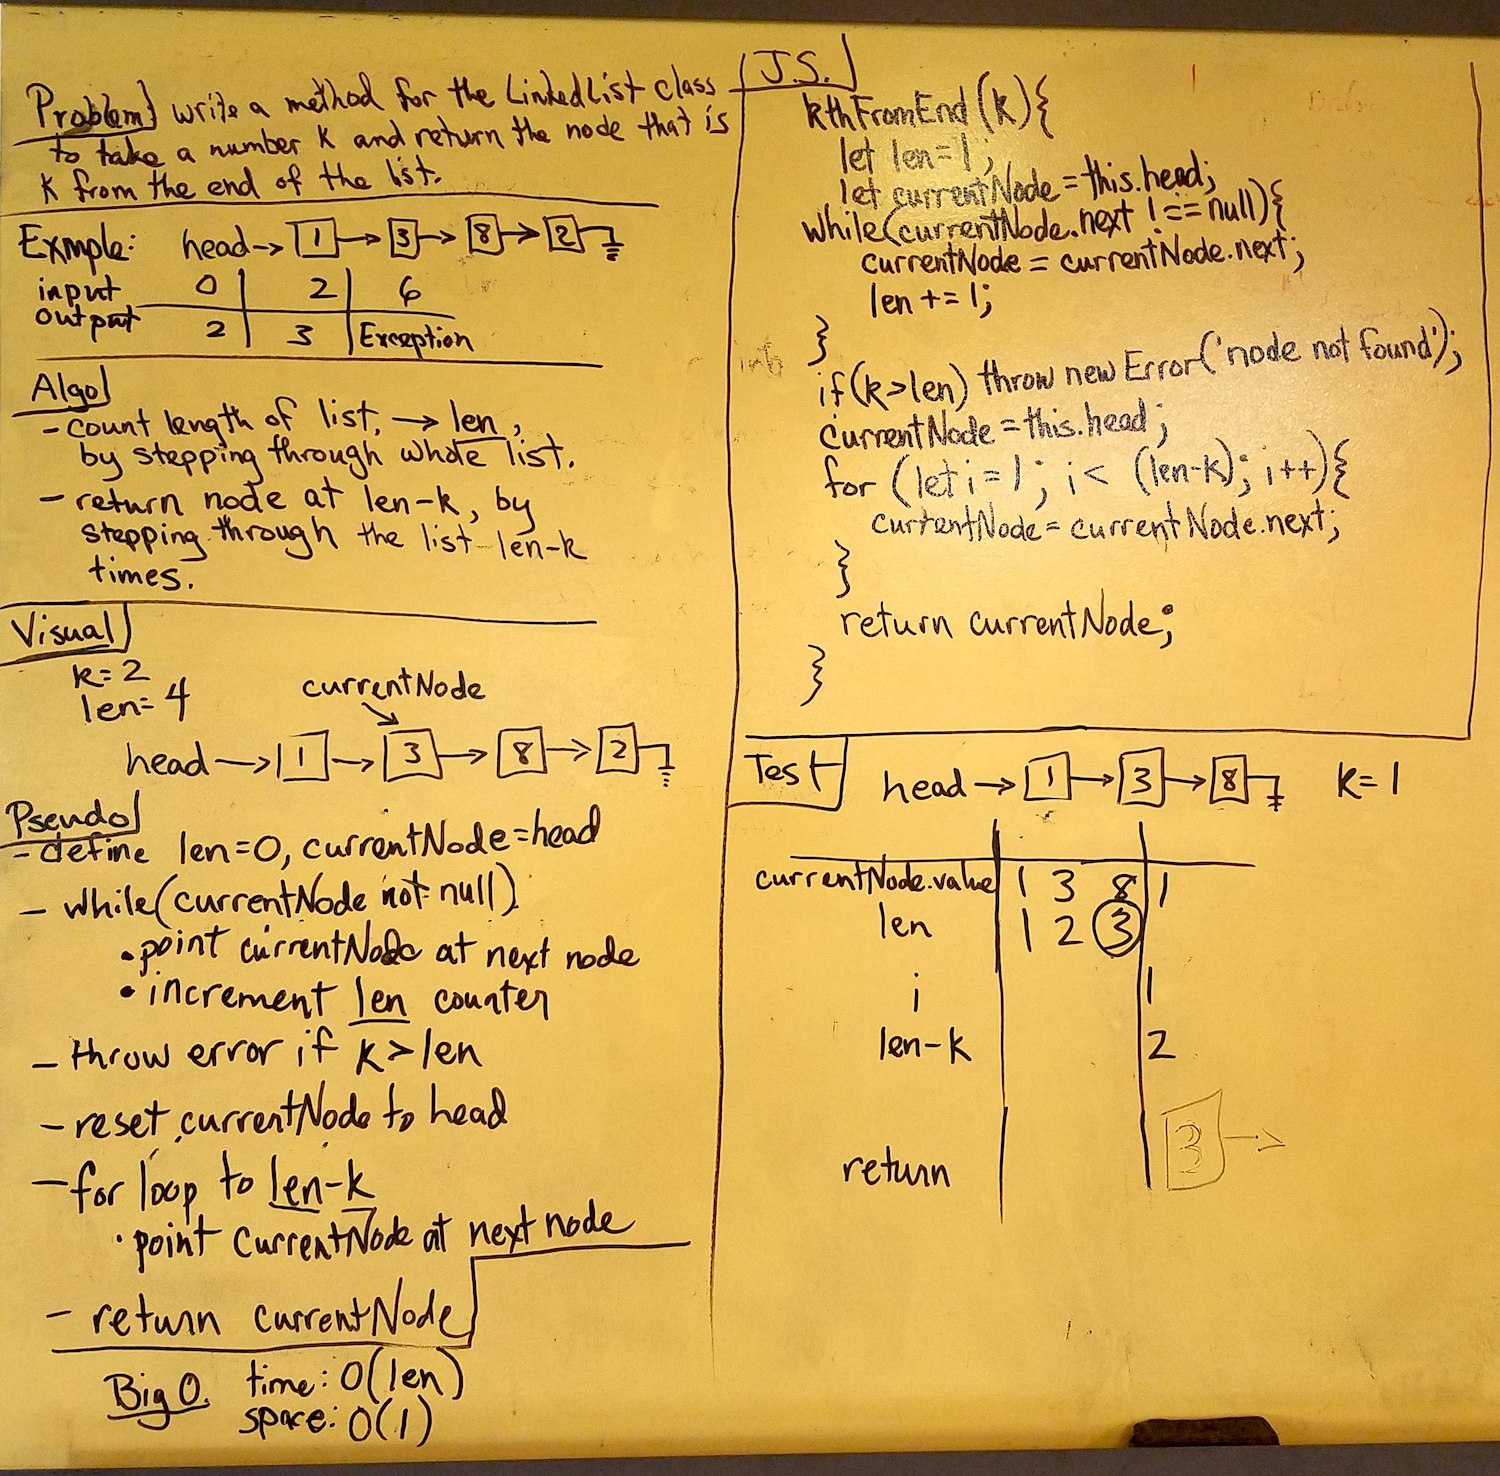 Problem} write a method for the LinkedList class
to take a number k and return the node that is
k from the end of the list.
Exmple: head→ 1 → 3 → 8 → 2
input 0 2 6
output 2 3 Exception
Algo
- count length of list, → len,
by stepping through whole list.
- return node at len-k, by
stepping through the list len-k
times.
Visual
k=2
len=4
currentNode
head → 1 → 3 → 8 → 2
Pseudo
- define len=0, currentNode=head
- while(currentNode not null)
• point currentNode at next node
• increment len counter
- throw error if k>len
- reset currentNode to head
- for loop to len-k
• point currentNode at next node
- return currentNode
Big O. time: O(len)
space: O(1)
J.S.
kthFromEnd(k){
let len=1;
let currentNode=this.head;
while(currentNode.next !== null){
currentNode = currentNode.next;
len += 1;
}
if(k>len) throw new Error('node not found');
currentNode=this.head;
for (let i=1; i< (len-k); i++){
currentNode=currentNode.next;
}
return currentNode;
}
Test head → 1 → 3 → 8 k=1
currentNode.value 1 3 8 1
len 1 2 3
i 1
len-k 2
return 3 →